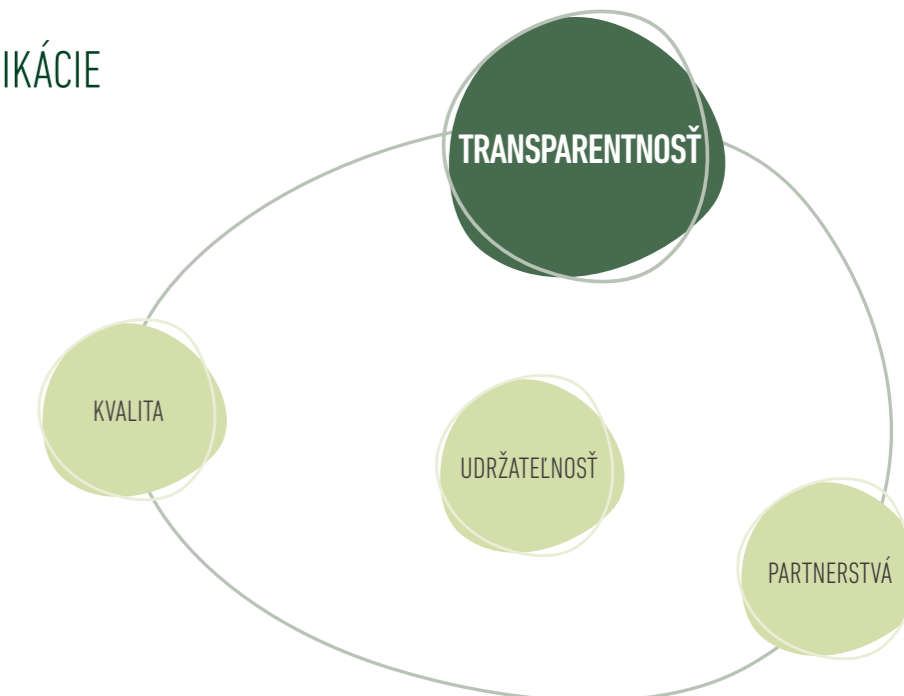 IKÁCIE
TRANSPARENTNOSŤ
KVALITA
UDRŽATEĽNOSŤ
PARTNERSTVÁ